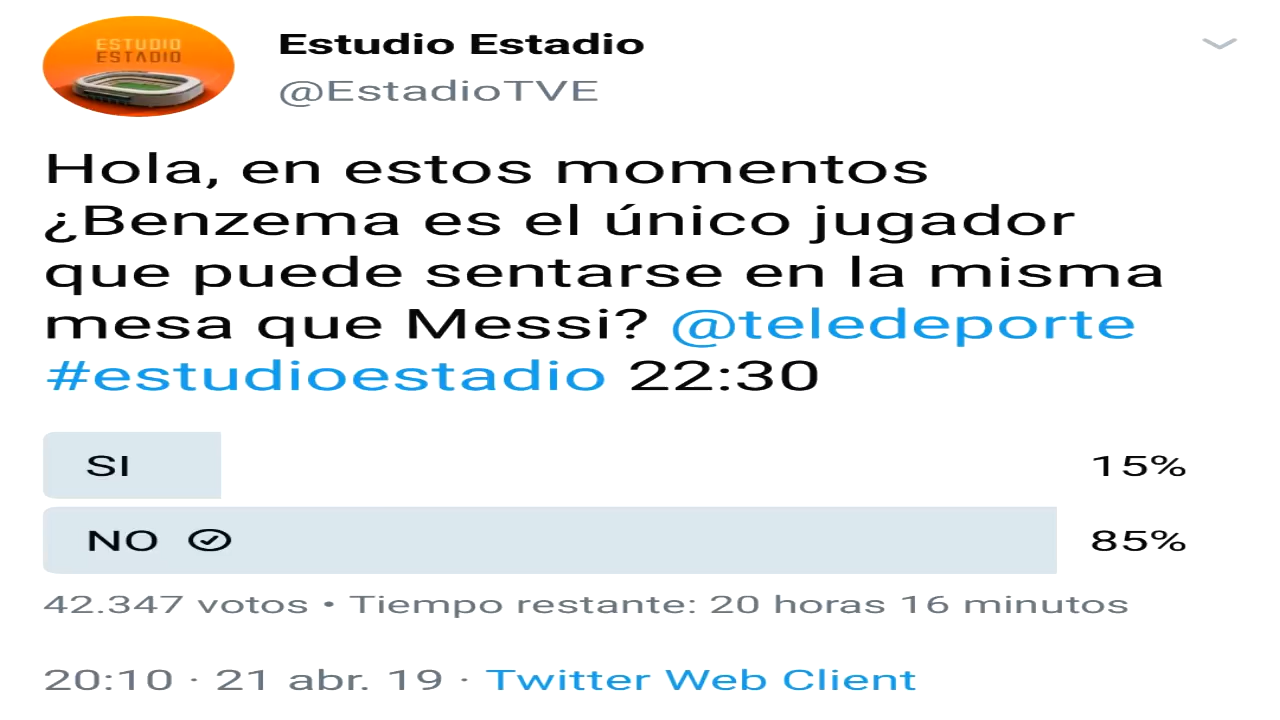 ESTUDIO
ESTADIO
Estudio Estadio
@EstadioTVE
Hola, en estos momentos
¿Benzema es el único jugador
que puede sentarse en la misma
mesa que Messi? @teledeporte
#estudioestadio 22:30
SI 15%
NO 85%
42.347 votos • Tiempo restante: 20 horas 16 minutos
20:10 · 21 abr. 19 · Twitter Web Client